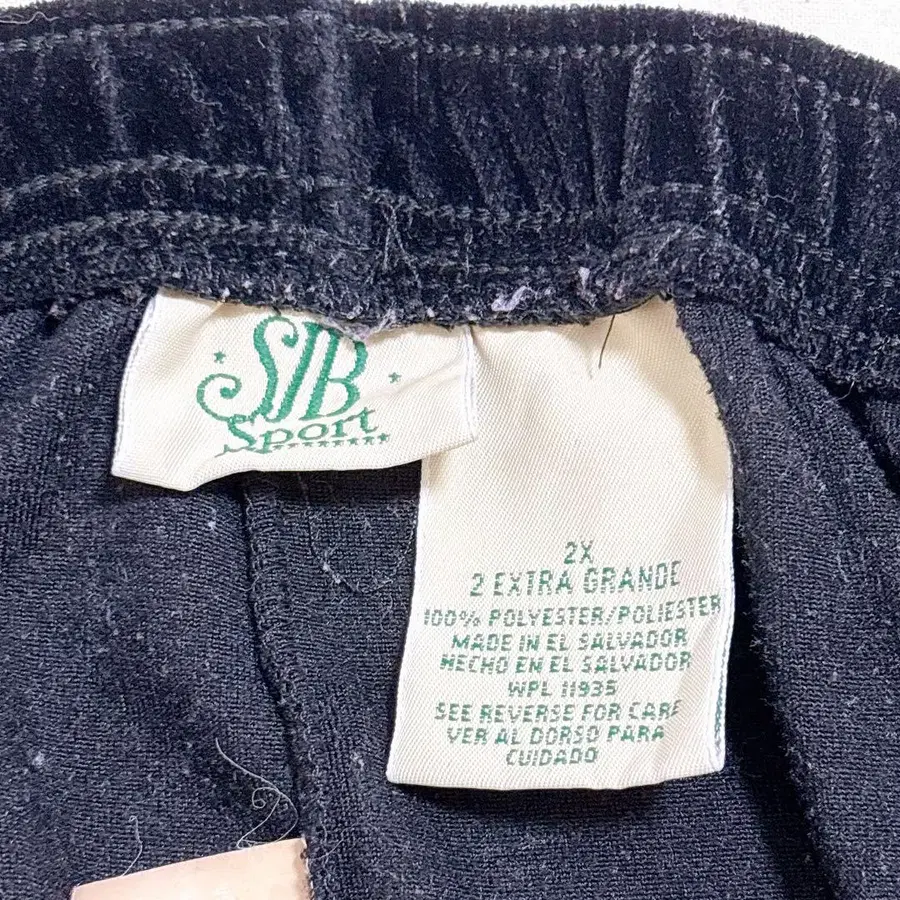 SJB
Sport
2X
2 EXTRA GRANDE
100% POLYESTER/POLIESTER
MADE IN EL SALVADOR
HECHO EN EL SALVADOR
WPL 11935
SEE REVERSE FOR CARE
VER AL DORSO PARA
CUIDADO